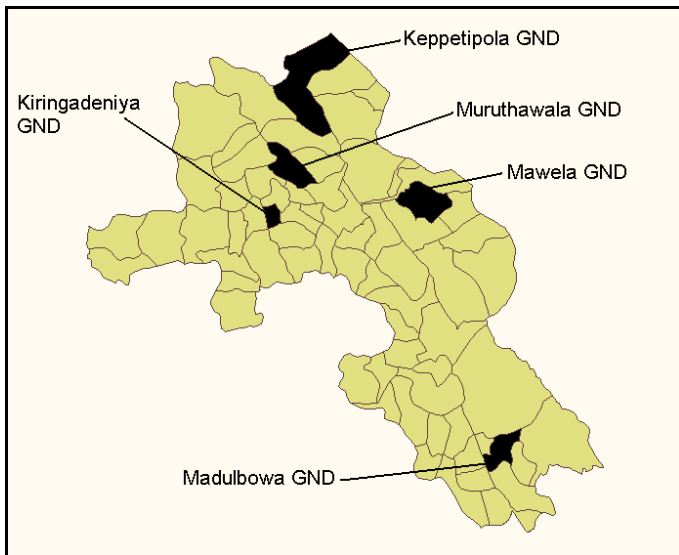 Keppetipola GND
Kiringadeniya
GND
Muruthawala GND
Mawela GND
Madulbowa GND